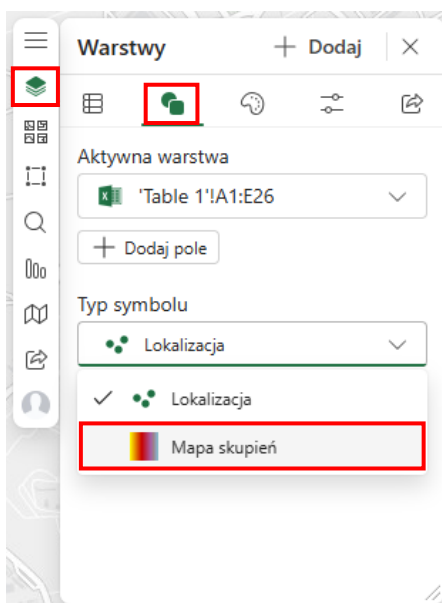 Warstwy
Dodaj
Aktywna warstwa
'Table 1'!A1:E26
Dodaj pole
Typ symbolu
Lokalizacja
Lokalizacja
Mapa skupień